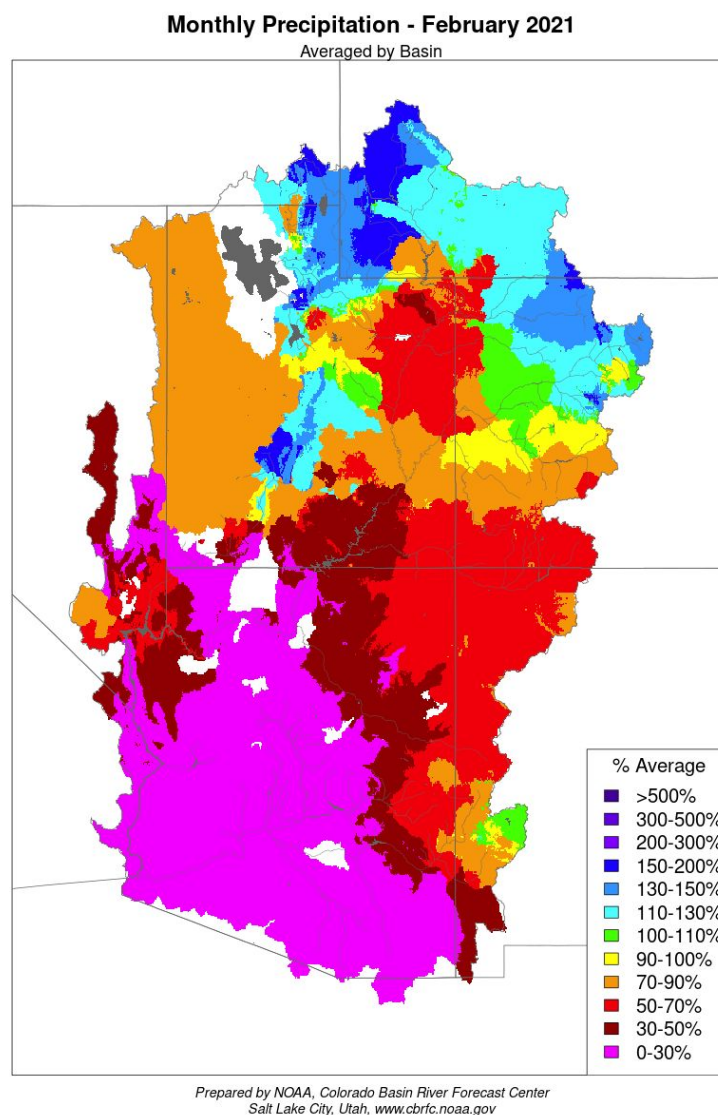 Monthly Precipitation - February 2021
Averaged by Basin
% Average
>500%
300-500%
200-300%
150-200%
130-150%
110-130%
100-110%
90-100%
70-90%
50-70%
30-50%
0-30%
Prepared by NOAA, Colorado Basin River Forecast Center
Salt Lake City, Utah, www.cbrfc.noaa.gov